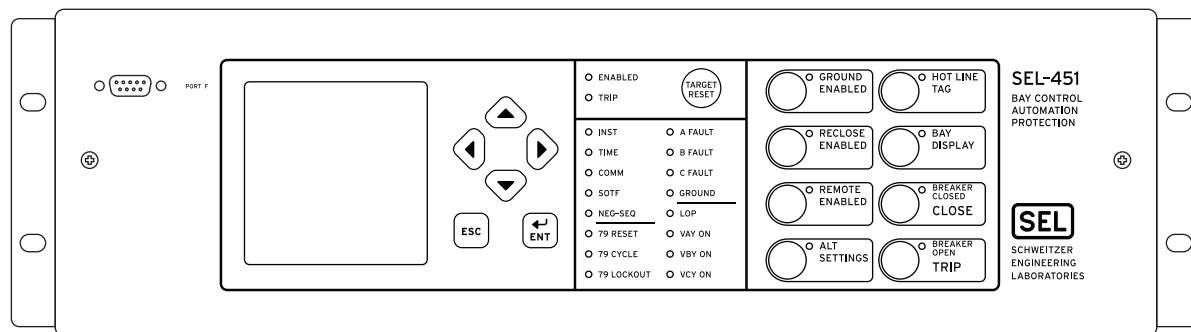 PORT F
ESC
ENT
ENABLED
TRIP
TARGET
RESET
INST
TIME
COMM
SOTF
NEG-SEQ
79 RESET
79 CYCLE
79 LOCKOUT
A FAULT
B FAULT
C FAULT
GROUND
LOP
VAY ON
VBY ON
VCY ON
GROUND
ENABLED
HOT LINE
TAG
RECLOSE
ENABLED
BAY
DISPLAY
REMOTE
ENABLED
BREAKER
CLOSED
CLOSE
ALT
SETTINGS
BREAKER
OPEN
TRIP
SEL-451
BAY CONTROL
AUTOMATION
PROTECTION
SEL
SCHWEITZER
ENGINEERING
LABORATORIES